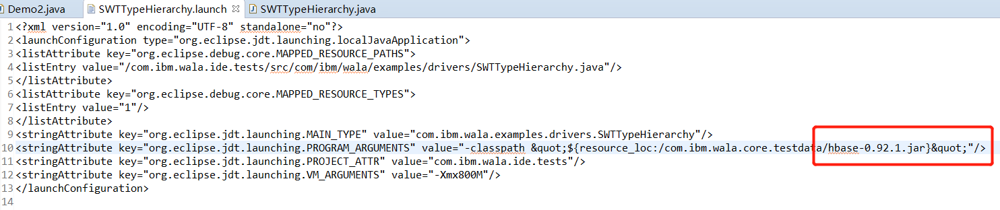 Demo2.java SWTTypeHierarchy.launch SWTTypeHierarchy.java
1 <?xml version="1.0" encoding="UTF-8" standalone="no"?>
2 <launchConfiguration type="org.eclipse.jdt.launching.localJavaApplication">
3 <listAttribute key="org.eclipse.debug.core.MAPPED_RESOURCE_PATHS">
4 <listEntry value="/com.ibm.wala.ide.tests/src/com/ibm/wala/examples/drivers/SWTTypeHierarchy.java"/>
5 </listAttribute>
6 <listAttribute key="org.eclipse.debug.core.MAPPED_RESOURCE_TYPES">
7 <listEntry value="1"/>
8 </listAttribute>
9 <stringAttribute key="org.eclipse.jdt.launching.MAIN_TYPE" value="com.ibm.wala.examples.drivers.SWTTypeHierarchy"/>
10 <stringAttribute key="org.eclipse.jdt.launching.PROGRAM_ARGUMENTS" value="-classpath &quot;${resource_loc:/com.ibm.wala.core.testdata/hbase-0.92.1.jar}&quot;"/>
11 <stringAttribute key="org.eclipse.jdt.launching.PROJECT_ATTR" value="com.ibm.wala.ide.tests"/>
12 <stringAttribute key="org.eclipse.jdt.launching.VM_ARGUMENTS" value="-Xmx800M"/>
13 </launchConfiguration>
14